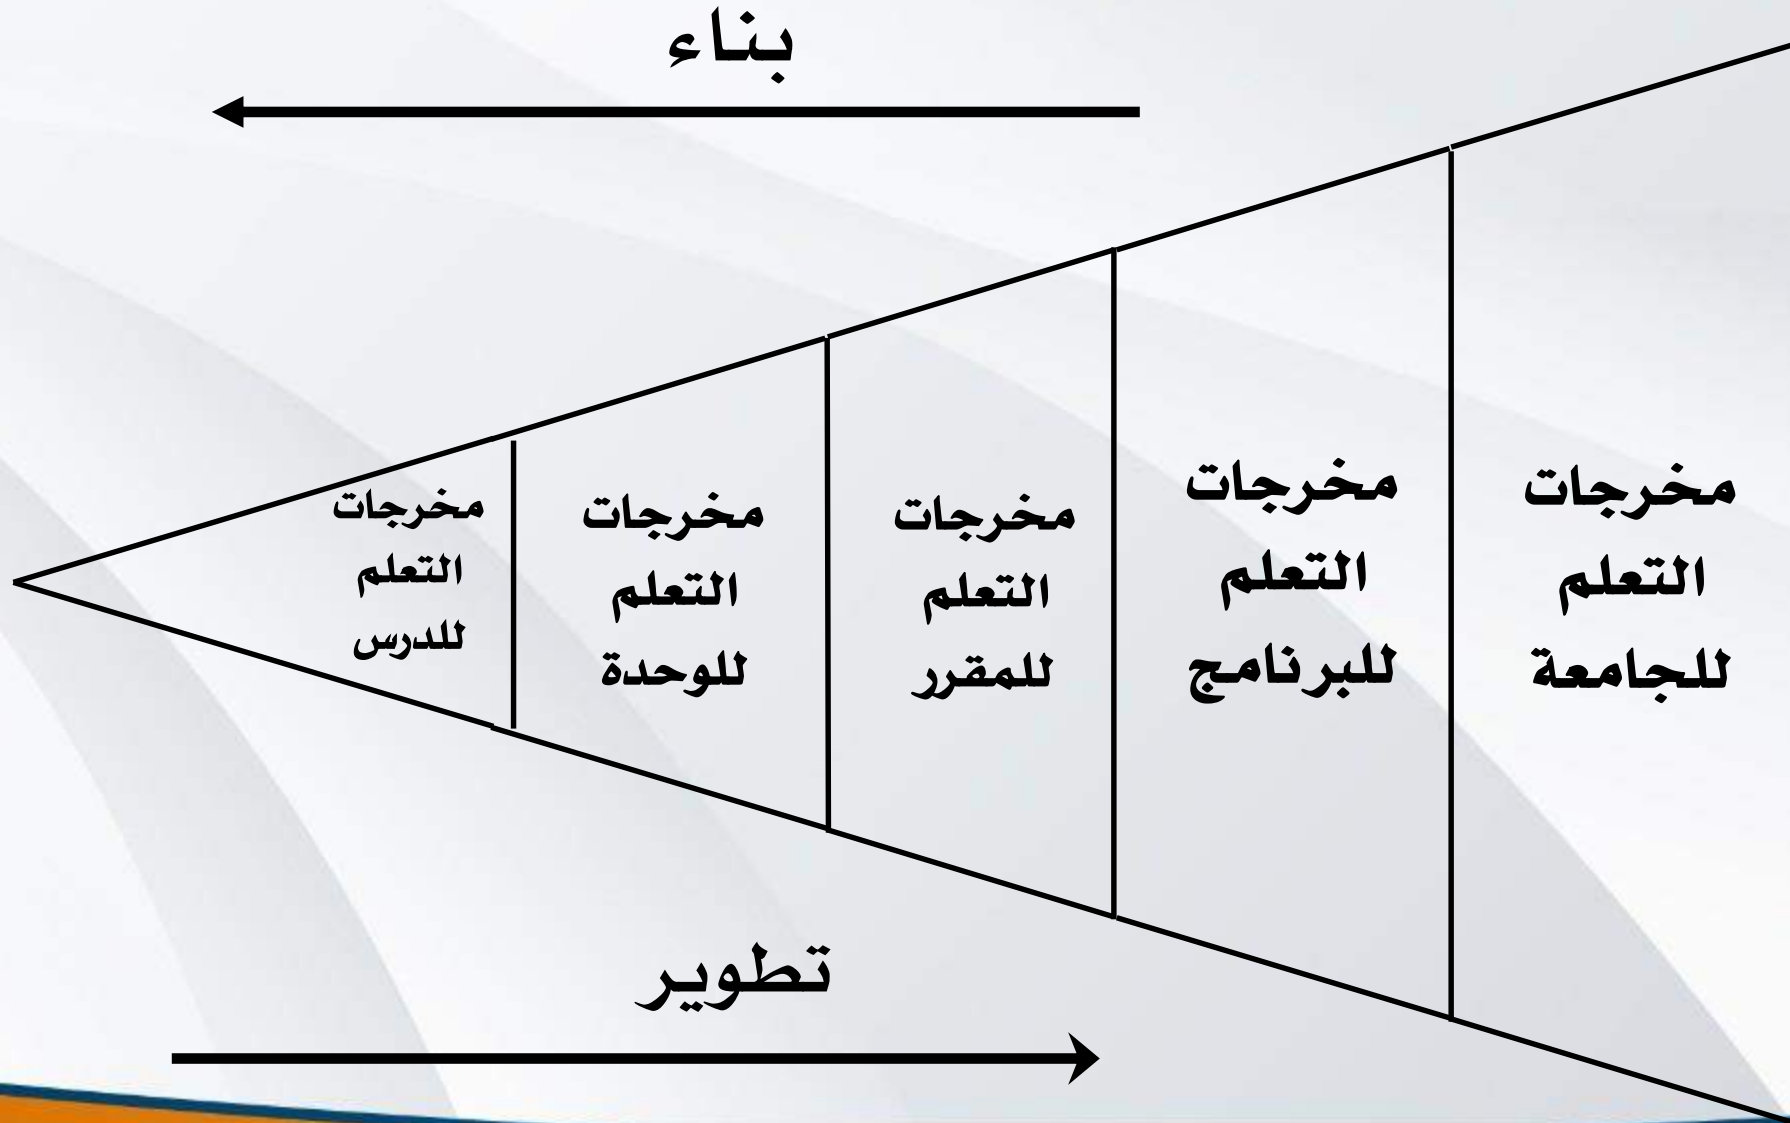 بناء
مخرجات
التعلم
للجامعة
مخرجات
التعلم
للبرنامج
مخرجات
التعلم
للمقرر
مخرجات
التعلم
للوحدة
مخرجات
التعلم
للدرس
تطوير